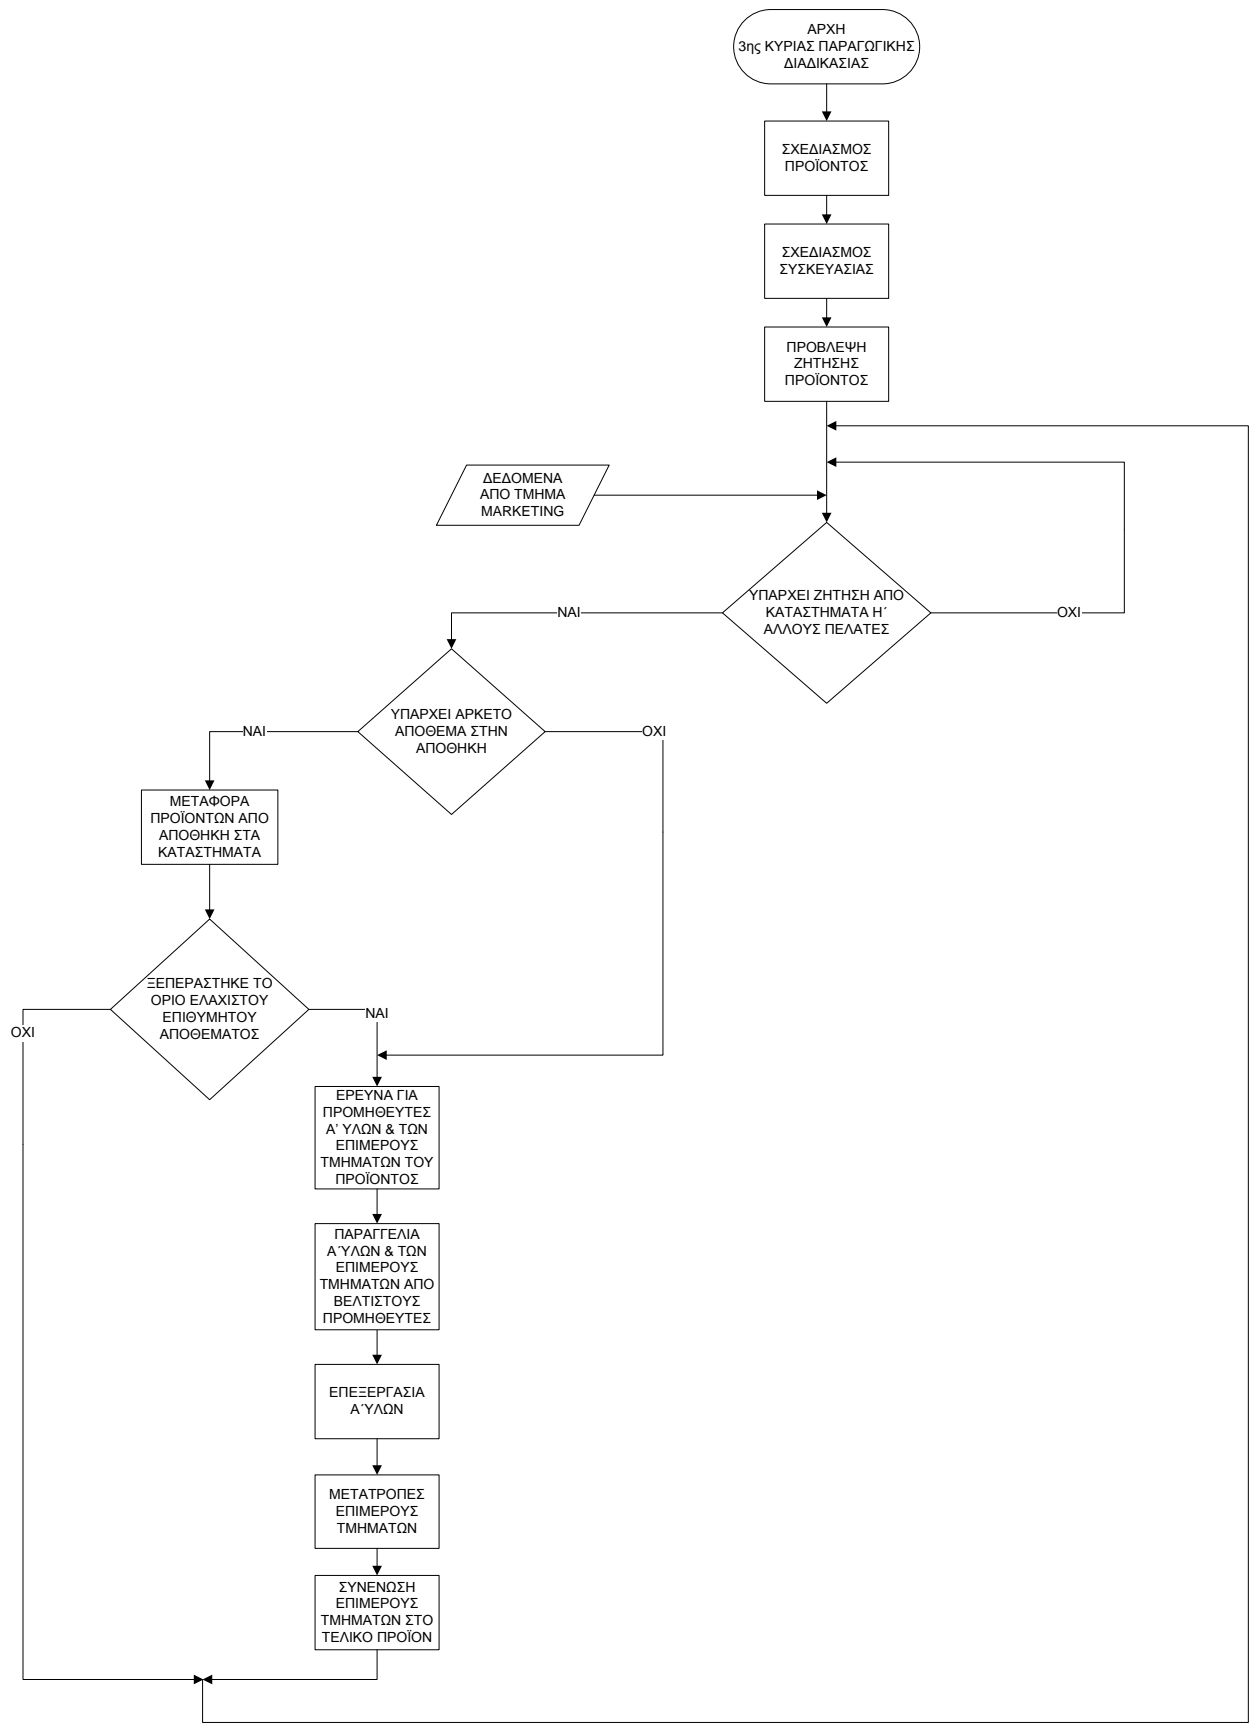 ΑΡΧΗ
3ης ΚΥΡΙΑΣ ΠΑΡΑΓΩΓΙΚΗΣ
ΔΙΑΔΙΚΑΣΙΑΣ
ΣΧΕΔΙΑΣΜΟΣ
ΠΡΟΪΟΝΤΟΣ
ΣΧΕΔΙΑΣΜΟΣ
ΣΥΣΚΕΥΑΣΙΑΣ
ΠΡΟΒΛΕΨΗ
ΖΗΤΗΣΗΣ
ΠΡΟΪΟΝΤΟΣ
ΔΕΔΟΜΕΝΑ
ΑΠΟ ΤΜΗΜΑ
MARKETING
ΥΠΑΡΧΕΙ ΖΗΤΗΣΗ ΑΠΟ
ΚΑΤΑΣΤΗΜΑΤΑ Η΄
ΑΛΛΟΥΣ ΠΕΛΑΤΕΣ
ΝΑΙ
ΟΧΙ
ΥΠΑΡΧΕΙ ΑΡΚΕΤΟ
ΑΠΟΘΕΜΑ ΣΤΗΝ
ΑΠΟΘΗΚΗ
ΝΑΙ
ΟΧΙ
ΜΕΤΑΦΟΡΑ
ΠΡΟΪΟΝΤΩΝ ΑΠΟ
ΑΠΟΘΗΚΗ ΣΤΑ
ΚΑΤΑΣΤΗΜΑΤΑ
ΞΕΠΕΡΑΣΤΗΚΕ ΤΟ
ΟΡΙΟ ΕΛΑΧΙΣΤΟΥ
ΕΠΙΘΥΜΗΤΟΥ
ΑΠΟΘΕΜΑΤΟΣ
ΟΧΙ
ΝΑΙ
ΕΡΕΥΝΑ ΓΙΑ
ΠΡΟΜΗΘΕΥΤΕΣ
Α' ΥΛΩΝ & ΤΩΝ
ΕΠΙΜΕΡΟΥΣ
ΤΜΗΜΑΤΩΝ ΤΟΥ
ΠΡΟΪΟΝΤΟΣ
ΠΑΡΑΓΓΕΛΙΑ
Α΄ΥΛΩΝ & ΤΩΝ
ΕΠΙΜΕΡΟΥΣ
ΤΜΗΜΑΤΩΝ ΑΠΟ
ΒΕΛΤΙΣΤΟΥΣ
ΠΡΟΜΗΘΕΥΤΕΣ
ΕΠΕΞΕΡΓΑΣΙΑ
Α΄ΥΛΩΝ
ΜΕΤΑΤΡΟΠΕΣ
ΕΠΙΜΕΡΟΥΣ
ΤΜΗΜΑΤΩΝ
ΣΥΝΕΝΩΣΗ
ΕΠΙΜΕΡΟΥΣ
ΤΜΗΜΑΤΩΝ ΣΤΟ
ΤΕΛΙΚΟ ΠΡΟΪΟΝ